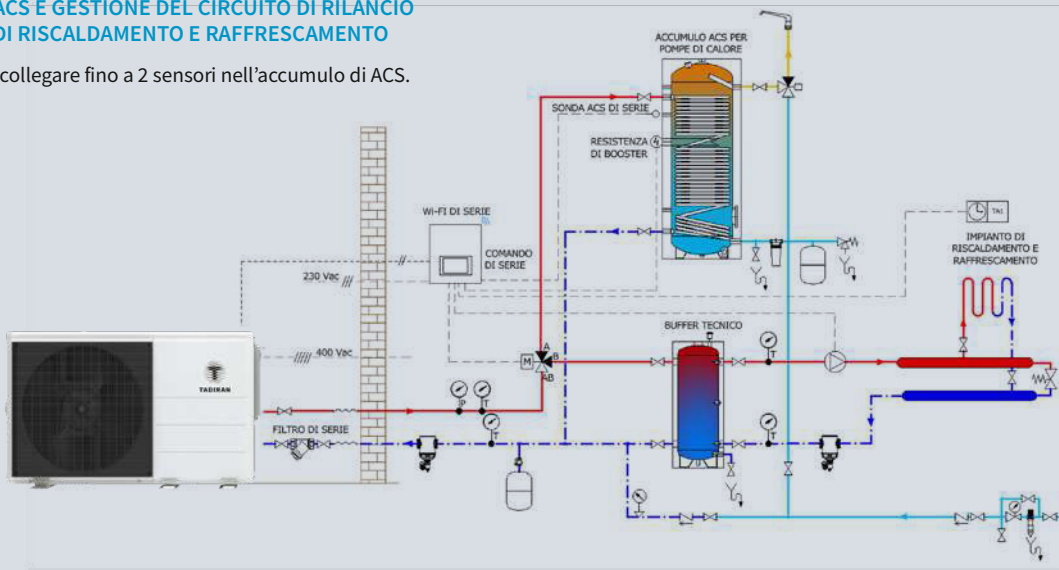 ACS E GESTIONE DEL CIRCUITO DI RILANCIO
DI RISCALDAMENTO E RAFFRESCAMENTO
collegare fino a 2 sensori nell'accumulo di ACS.
ACCUMULO ACS PER
POMPE DI CALORE
SONDA ACS DI SERIE
RESISTENZA
DI BOOSTER
Wi-FI DI SERIE
COMANDO
DI SERIE
230 Vac
TA1
IMPIANTO DI
RISCALDAMENTO E
RAFFRESCAMENTO
BUFFER TECNICO
400 Vac
A
M
B
AB
T
TADIRAN
P
T
FILTRO DI SERIE
T
T